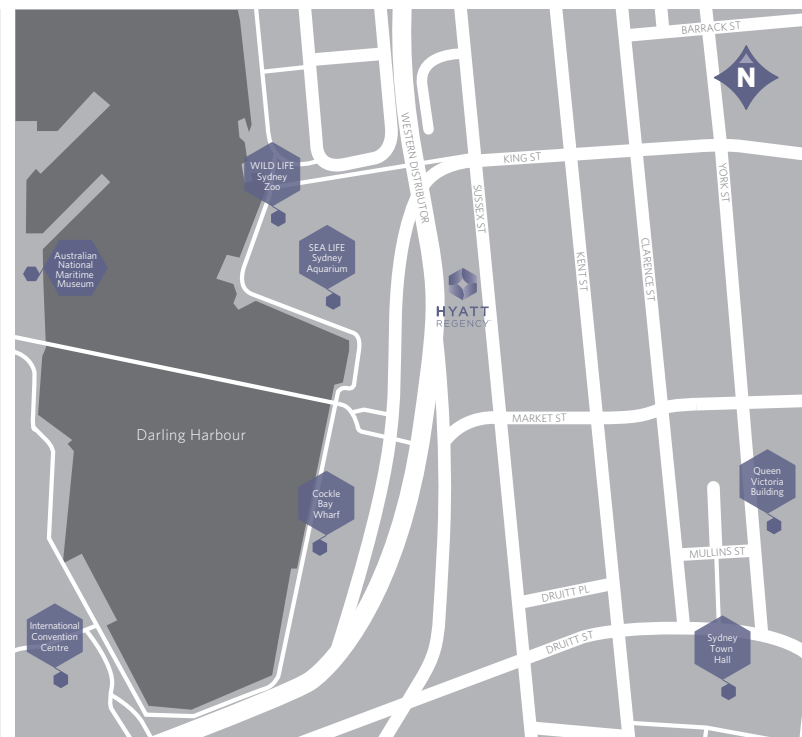 BARRACK ST
N
WESTERN DISTRIBUTOR
KING ST
WILD LIFE
Sydney
Zoo
SUSSEX ST
YORK ST
SEA LIFE
Sydney
Aquarium
Australian
National
Maritime
Museum
KENT ST
CLARENCE ST
HYATT
REGENCY
MARKET ST
Darling Harbour
Queen
Victoria
Building
Cockle
Bay
Wharf
MULLINS ST
DRUITT PL
DRUITT ST
International
Convention
Centre
Sydney
Town
Hall